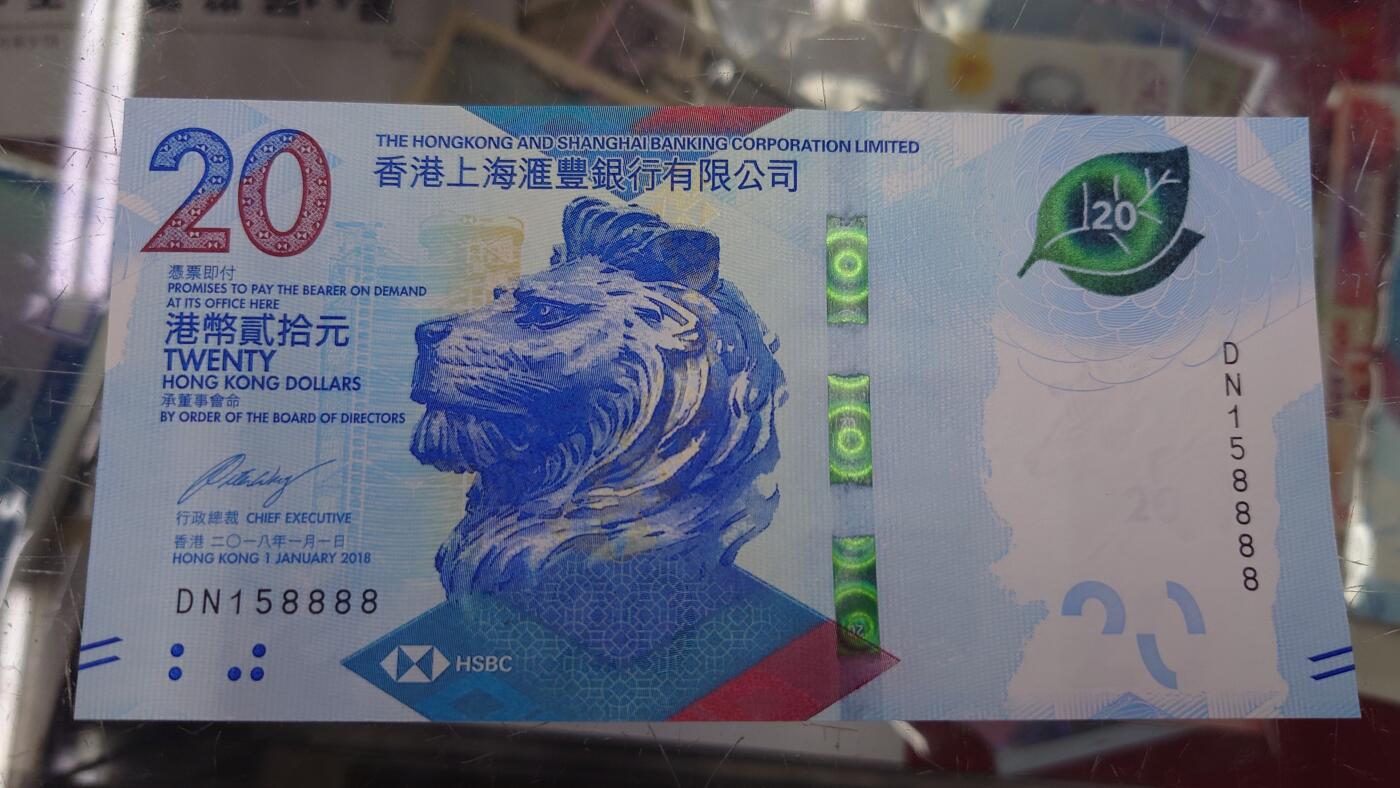 20
THE HONGKONG AND SHANGHAI BANKING CORPORATION LIMITED
香港上海滙豐銀行有限公司
憑票即付
PROMISES TO PAY THE BEARER ON DEMAND
AT ITS OFFICE HERE
港幣貳拾元
TWENTY
HONG KONG DOLLARS
承董事會命
BY ORDER OF THE BOARD OF DIRECTORS
行政總裁 CHIEF EXECUTIVE
香港 二〇一八年一月一日
HONG KONG 1 JANUARY 2018
DN158888
HSBC
20
20
DN158888
20
20